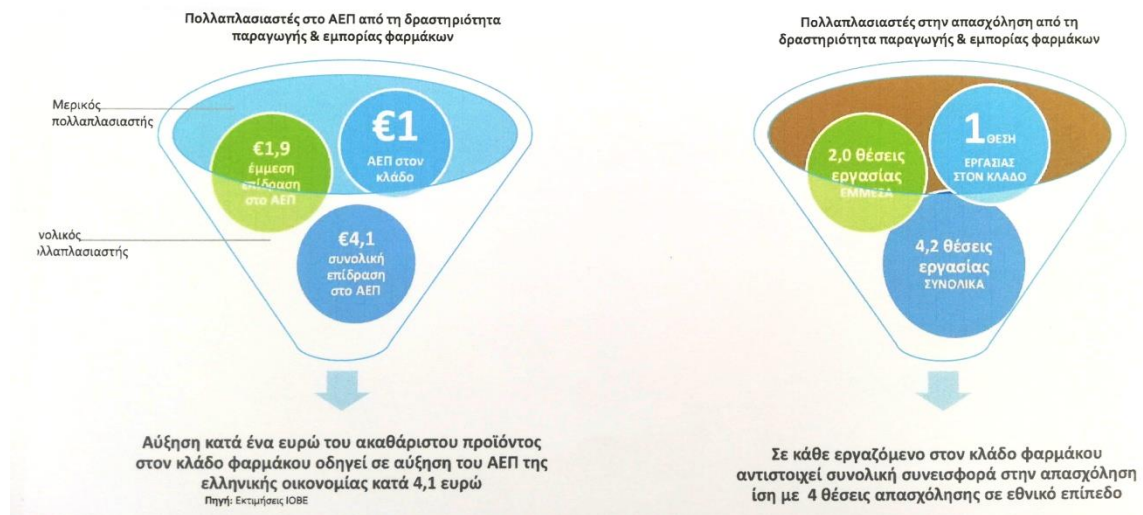 Πολλαπλασιαστές στο ΑΕΠ από τη δραστηριότητα
παραγωγής & εμπορίας φαρμάκων
Μερικός
πολλαπλασιαστής
€1,9
έμμεση
επίδραση
στο ΑΕΠ
€1
ΑΕΠ στον
κλάδο
νολικός
λλαπλασιαστής
€4,1
συνολική
επίδραση
στο ΑΕΠ
Αύξηση κατά ένα ευρώ του ακαθάριστου προϊόντος
στον κλάδο φαρμάκου οδηγεί σε αύξηση του ΑΕΠ της
ελληνικής οικονομίας κατά 4,1 ευρώ
Πηγή: Εκτιμήσεις ΙΟΒΕ
Πολλαπλασιαστές στην απασχόληση από τη
δραστηριότητα παραγωγής & εμπορίας φαρμάκων
2,0 θέσεις
εργασίας
ΕΜΜΕΣΑ
1 ΘΕΣΗ
ΕΡΓΑΣΙΑΣ
ΣΤΟΝ ΚΛΑΔΟ
4,2 θέσεις
εργασίας
ΣΥΝΟΛΙΚΑ
Σε κάθε εργαζόμενο στον κλάδο φαρμάκου
αντιστοιχεί συνολική συνεισφορά στην απασχόληση
ίση με 4 θέσεις απασχόλησης σε εθνικό επίπεδο